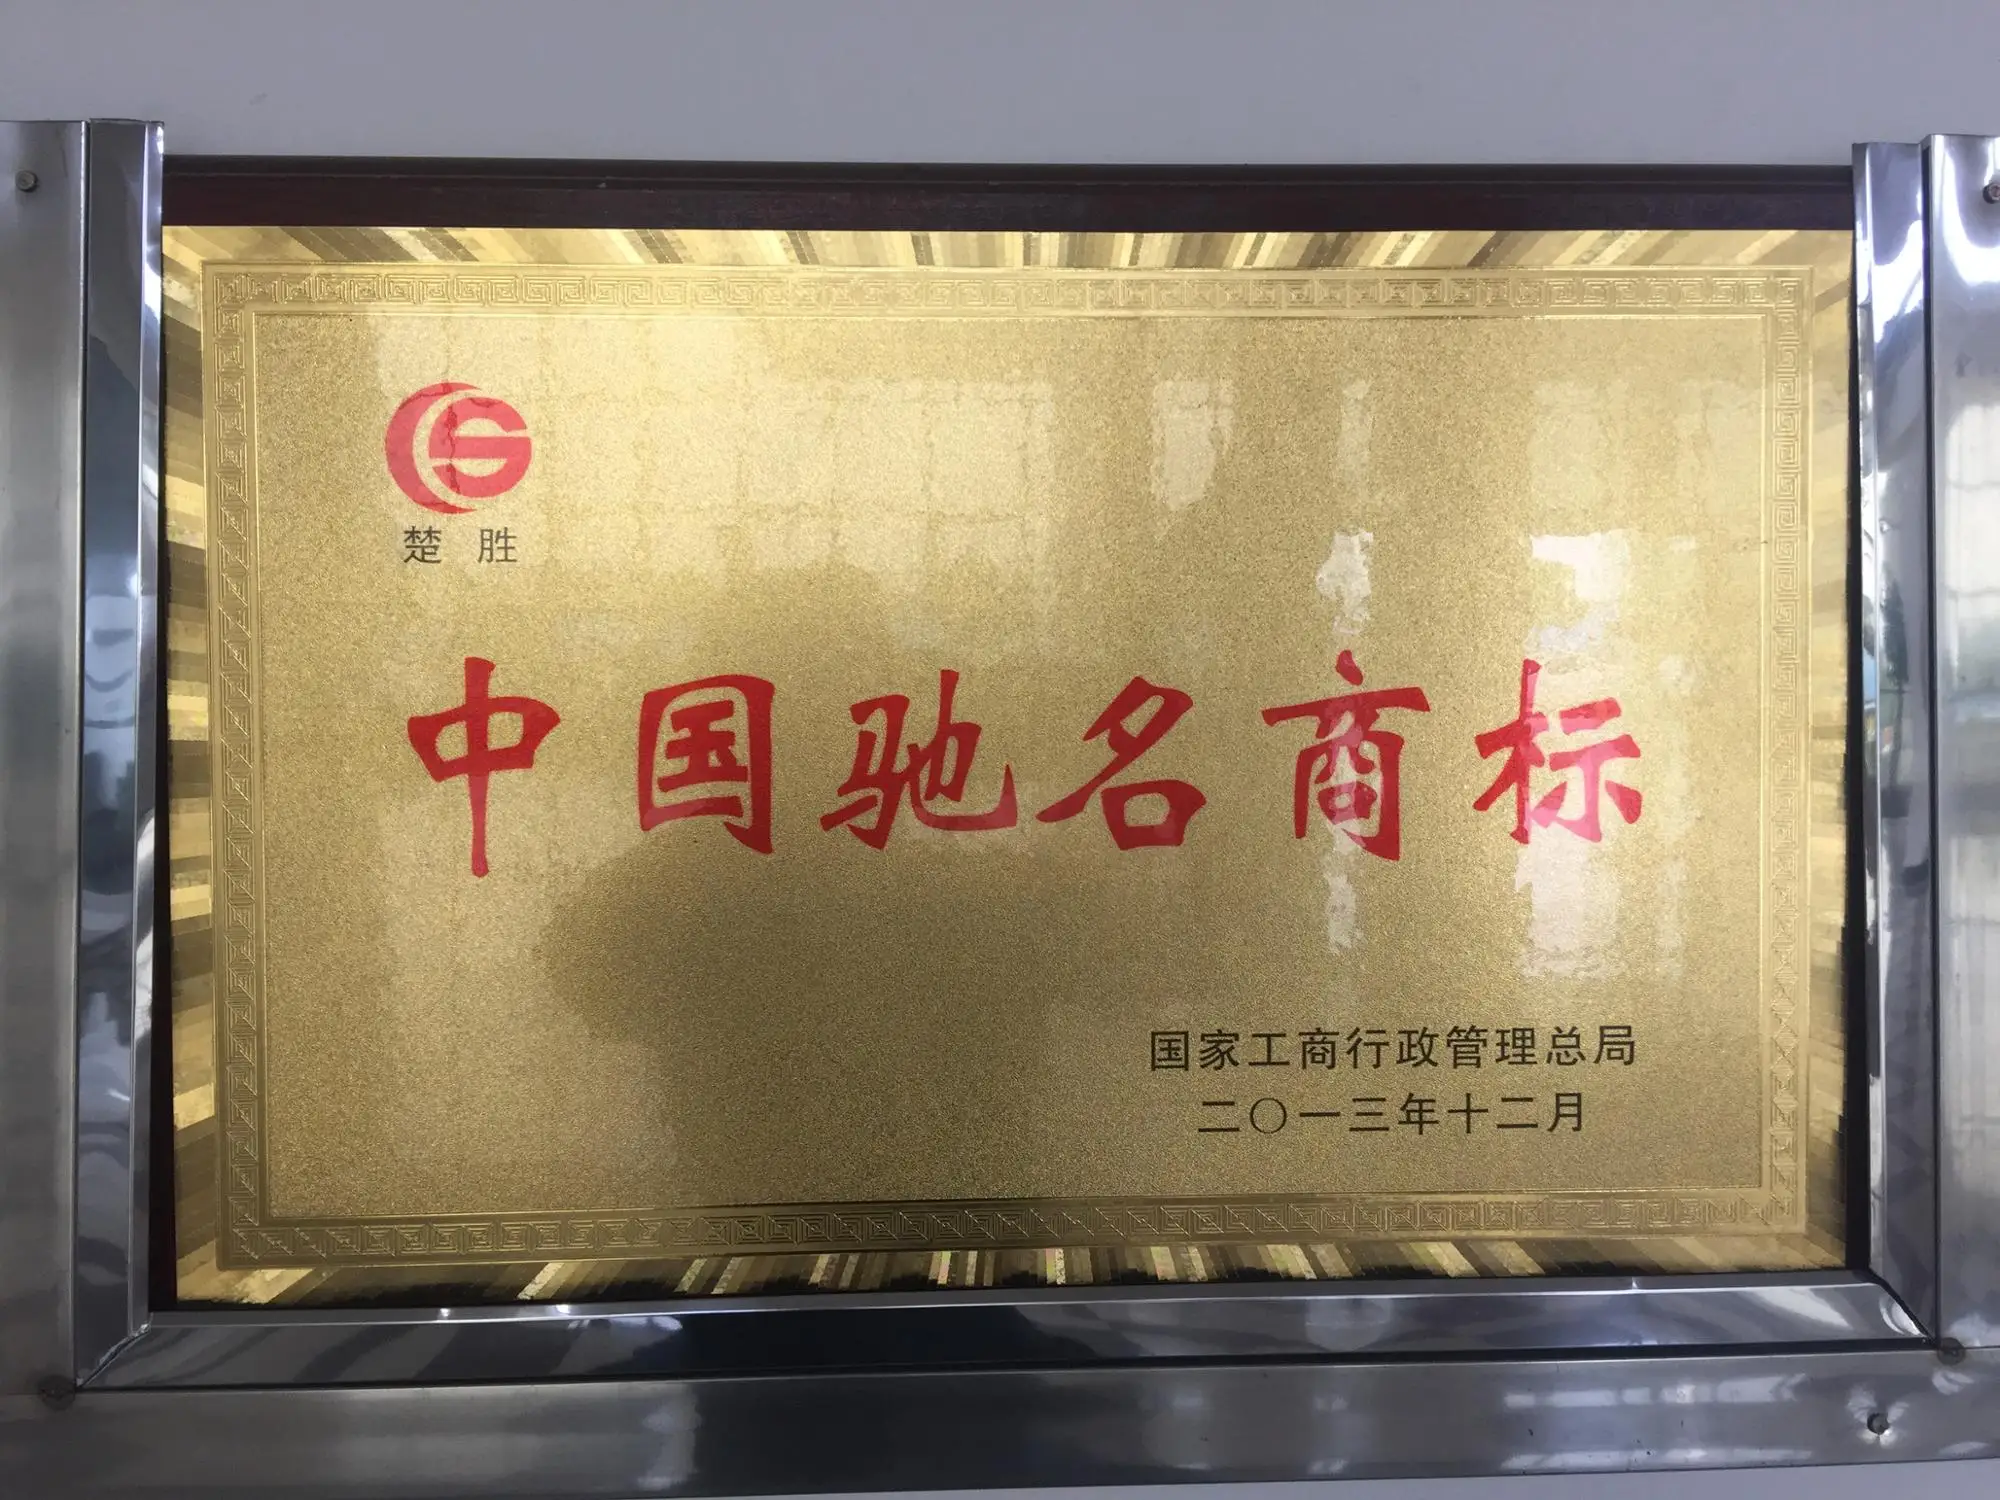 楚胜
中国驰名商标
国家工商行政管理总局
二〇一三年十二月